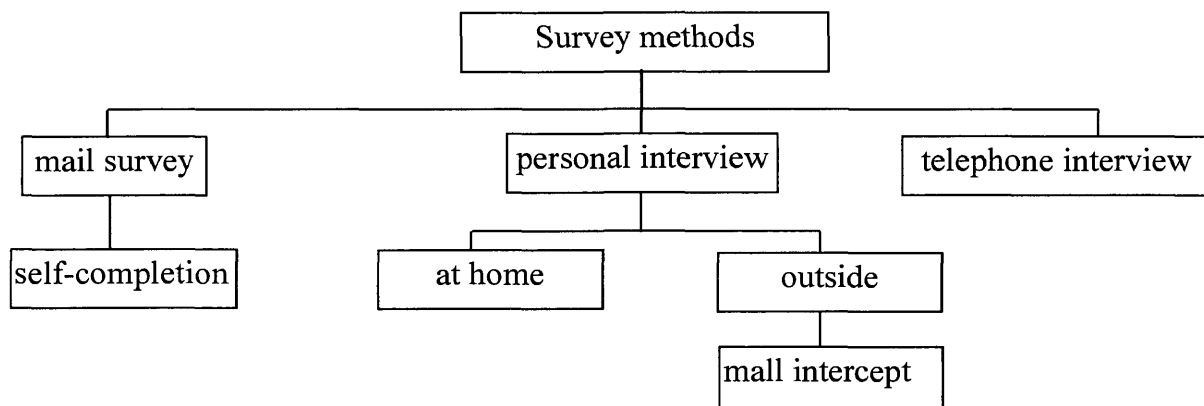 Survey methods
mail survey
personal interview
telephone interview
self-completion
at home
outside
mall intercept